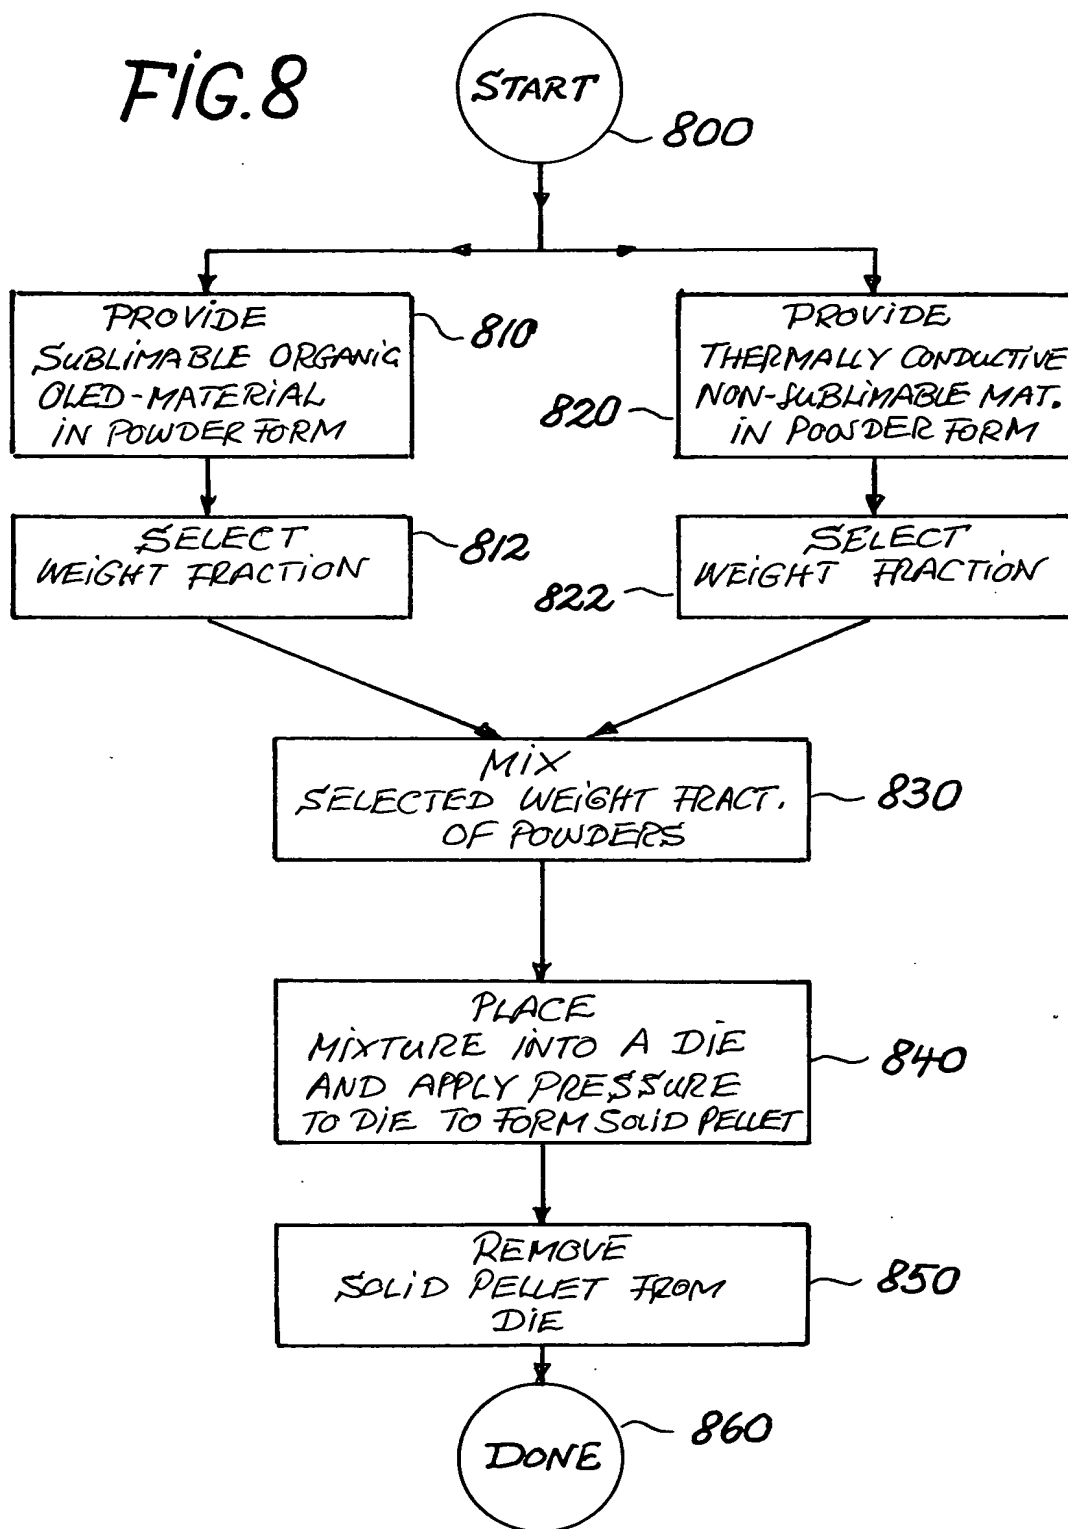 FIG.8
START
800
PROVIDE
SUBLIMABLE ORGANIC
OLED-MATERIAL
IN POWDER FORM
810
PROVIDE
THERMALLY CONDUCTIVE
NON-SUBLIMABLE MAT.
IN POWDER FORM
820
SELECT
WEIGHT FRACTION
812
SELECT
WEIGHT FRACTION
822
MIX
SELECTED WEIGHT FRACT.
OF POWDERS
830
PLACE
MIXTURE INTO A DIE
AND APPLY PRESSURE
TO DIE TO FORM SOLID PELLET
840
REMOVE
SOLID PELLET FROM
DIE
850
DONE
860